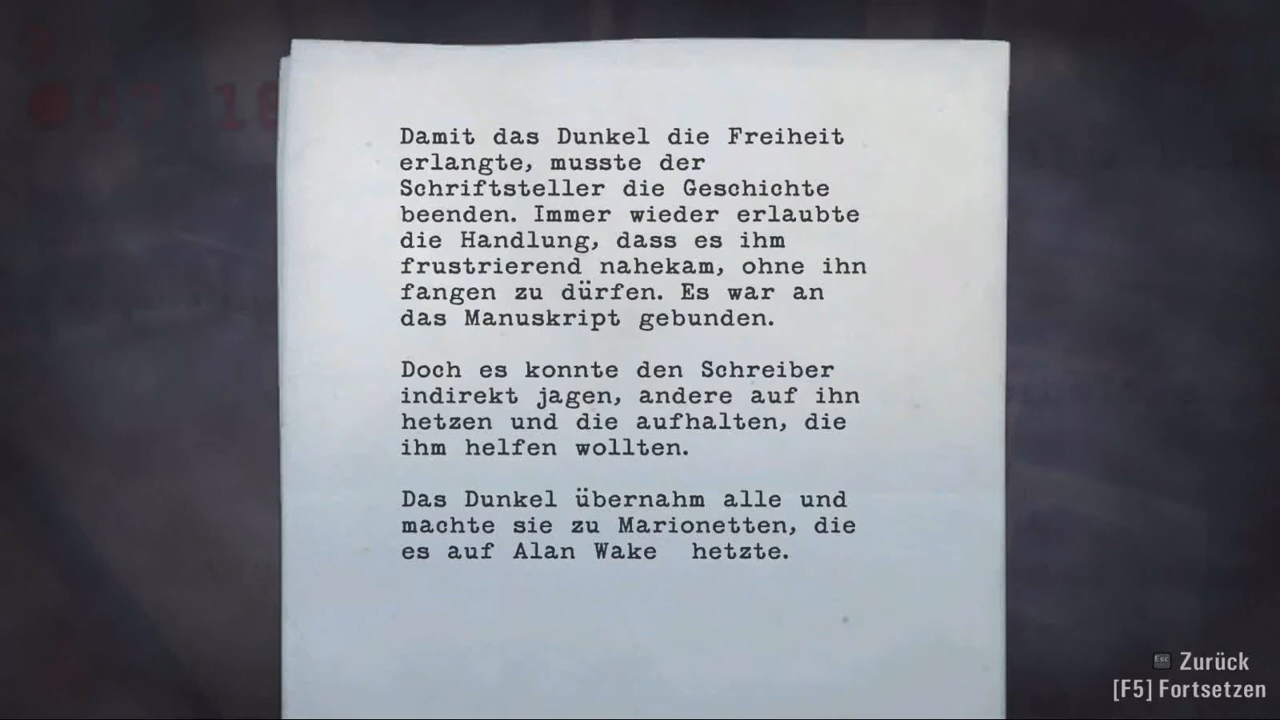 07:18
Damit das Dunkel die Freiheit
erlangte, musste der
Schriftsteller die Geschichte
beenden. Immer wieder erlaubte
die Handlung, dass es ihm
frustrierend nahekam, ohne ihn
fangen zu dürfen. Es war an
das Manuskript gebunden.
Doch es konnte den Schreiber
indirekt jagen, andere auf ihn
hetzen und die aufhalten, die
ihm helfen wollten.
Das Dunkel übernahm alle und
machte sie zu Marionetten, die
es auf Alan Wake  hetzte.
Esc Zurück
[F5] Fortsetzen